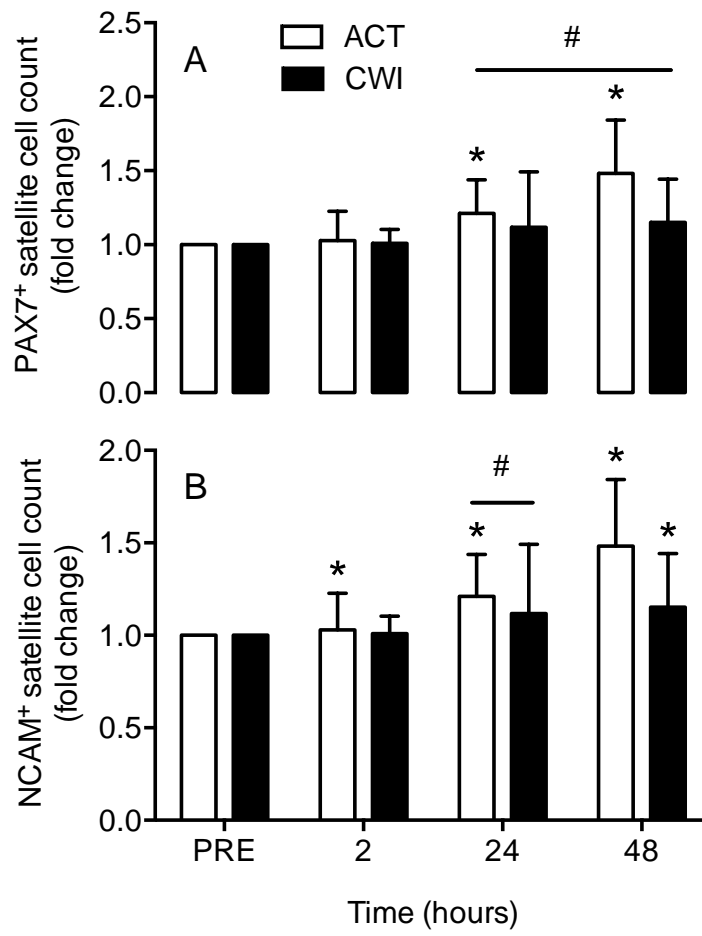 2.5
2.0
1.5
1.0
0.5
0.0
PAX7+ satellite cell count
(fold change)
A
ACT
CWI
#
*
*
2.0
1.5
1.0
0.5
0.0
NCAM+ satellite cell count
(fold change)
B
#
*
*
*
*
PRE 2 24 48
Time (hours)